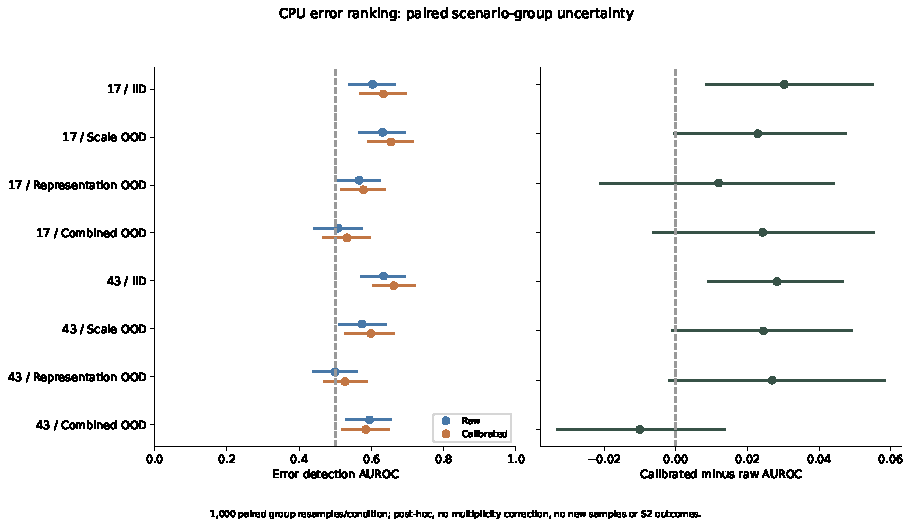 CPU error ranking: paired scenario-group uncertainty
17 / IID
17 / Scale OOD
17 / Representation OOD
17 / Combined OOD
43 / IID
43 / Scale OOD
43 / Representation OOD
43 / Combined OOD
Raw
Calibrated
0.0 0.2 0.4 0.6 0.8 1.0
Error detection AUROC
−0.02 0.00 0.02 0.04 0.06
Calibrated minus raw AUROC
1,000 paired group resamples/condition; post-hoc, no multiplicity correction, no new samples or S2 outcomes.